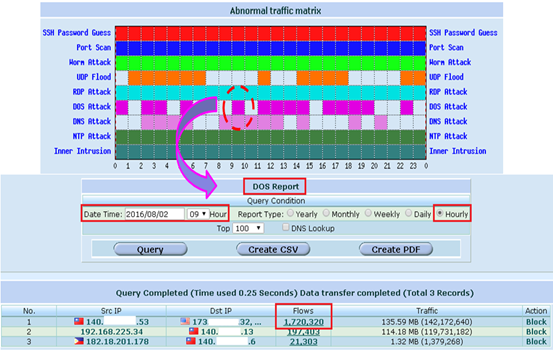 Abnormal traffic matrix
SSH Password Guess SSH Password Guess
Port Scan Port Scan
Worm Attack Worm Attack
UDP Flood UDP Flood
RDP Attack RDP Attack
DOS Attack DOS Attack
DNS Attack DNS Attack
NTP Attack NTP Attack
Inner Intrusion Inner Intrusion
0 1 2 3 4 5 6 7 8 9 10 11 12 13 14 15 16 17 18 19 20 21 22 23 0
DOS Report
Query Condition
Date Time: 2016/08/02 09 Hour Report Type: Yearly Monthly Weekly Daily Hourly
Top 100 DNS Lookup
Query Create CSV Create PDF
Query Completed (Time used 0.25 Seconds) Data transfer completed (Total 3 Records)
No. Src IP Dst IP Flows Traffic Action
1 140. .53 173 .32, ... 1,720,320 135.59 MB (142,172,640) Block
2 192.168.225.34 140. .13 197,403 114.18 MB (119,731,182) Block
3 182.18.201.178 140. .6 21,303 1.32 MB (1,379,268) Block